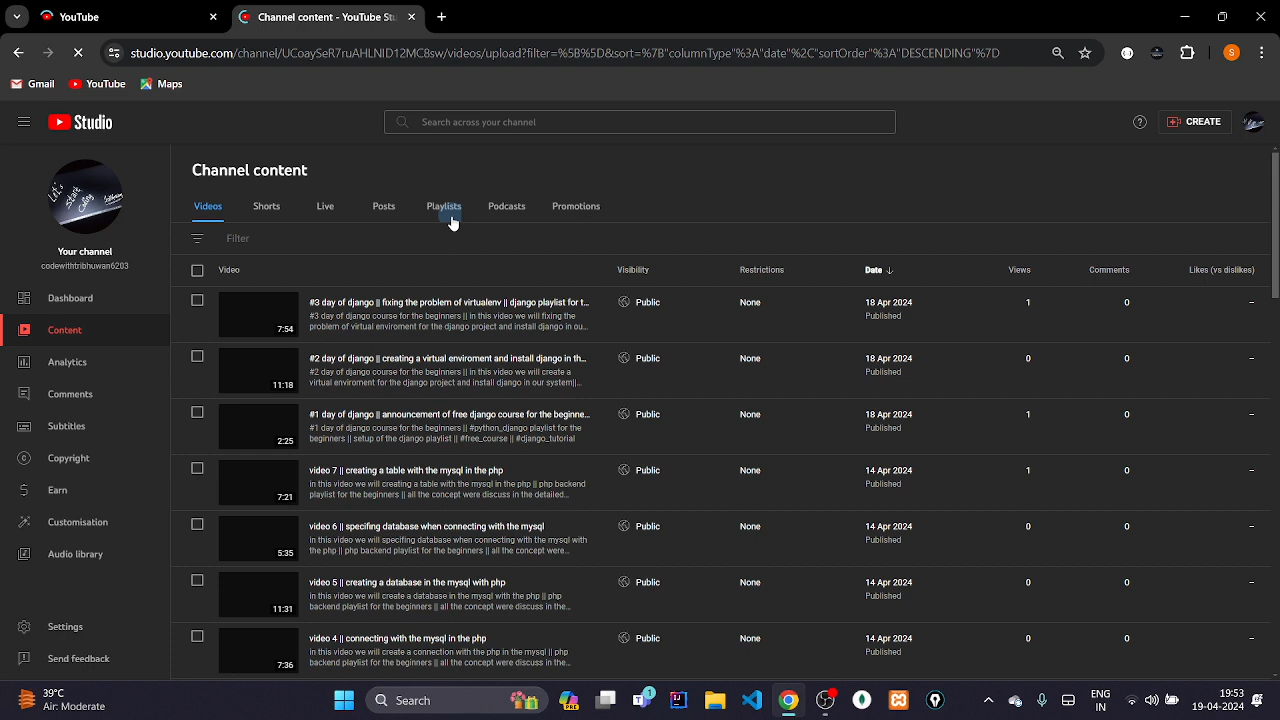 YouTube
Channel content - YouTube Stu
studio.youtube.com/channel/UCoaySeR7ruAHLNID12MC8sw/videos/upload?filter=%5B%5D&sort=%7B"columnType"%3A"date"%2C"sortOrder"%3A"DESCENDING"%7D
S
Gmail YouTube Maps
Studio
Search across your channel
CREATE
Let's start Coding
Your channel
codewithtribhuwan6203
Dashboard
Content
Analytics
Comments
Subtitles
Copyright
Earn
Customisation
Audio library
Settings
Send feedback
Channel content
Videos Shorts Live Posts Playlists Podcasts Promotions
Filter
Video Visibility Restrictions Date ↓ Views Comments Likes (vs dislikes)
#3 day of django || fixing the problem of virtualenv || django playlist for t... Public None 18 Apr 2024 1 0 –
#3 day of django course for the beginners || in this video we will fixing the Published
7:54 problem of virtual enviroment for the django project and install django in ou...
#2 day of django || creating a virtual enviroment and install django in th... Public None 18 Apr 2024 0 0 –
#2 day of django course for the beginners || in this video we will create a Published
11:18 virtual enviroment for the django project and install django in our system||...
#1 day of django || announcement of free django course for the beginne... Public None 18 Apr 2024 1 0 –
#1 day of django course for the beginners || #python_django playlist for the Published
2:25 beginners || setup of the django playlist || #free_course || #django_tutorial
video 7 || creating a table with the mysql in the php Public None 14 Apr 2024 1 0 –
in this video we will creating a table with the mysql in the php || php backend Published
7:21 playlist for the beginners || all the concept were discuss in the detailed...
video 6 || specifing database when connecting with the mysql Public None 14 Apr 2024 0 0 –
in this video we will specifing database when connecting with the mysql with Published
5:35 the php || php backend playlist for the beginners || all the concept were...
video 5 || creating a database in the mysql with php Public None 14 Apr 2024 0 0 –
in this video we will create a database in the mysql with the php || php Published
11:31 backend playlist for the beginners || all the concept were discuss in the...
video 4 || connecting with the mysql in the php Public None 14 Apr 2024 0 0 –
in this video we will create a connection with the php in the mysql || php Published
7:36 backend playlist for the beginners || all the concept were discuss in the...
39°C
Air: Moderate
Search
PRE
1
ENG
IN
19:53
19-04-2024